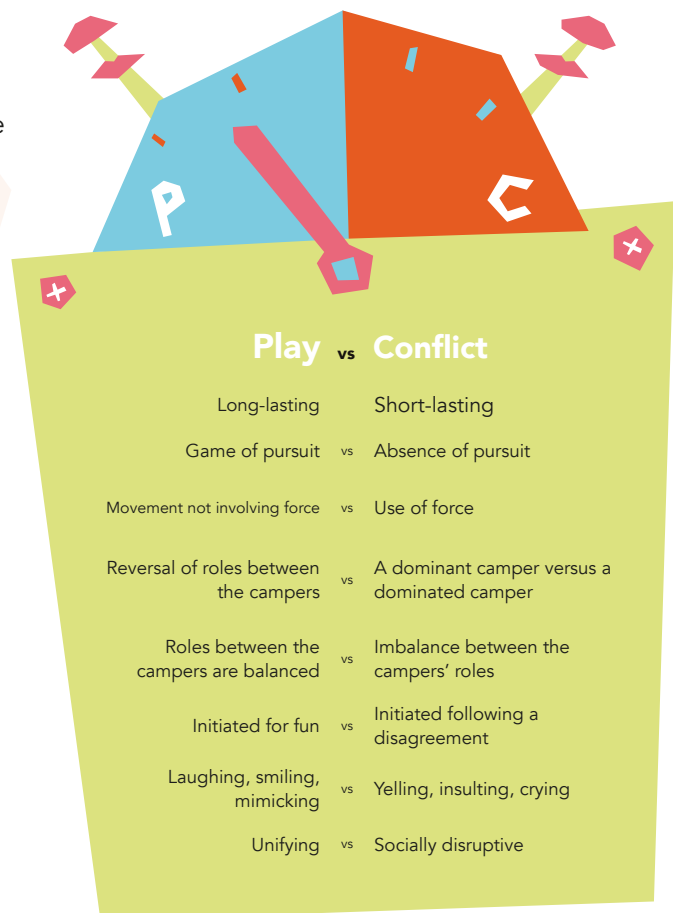 e
P
C
Play vs Conflict
Long-lasting Short-lasting
Game of pursuit vs Absence of pursuit
Movement not involving force vs Use of force
Reversal of roles between
the campers
vs
A dominant camper versus a
dominated camper
Roles between the
campers are balanced
vs
Imbalance between the
campers’ roles
Initiated for fun
vs
Initiated following a
disagreement
Laughing, smiling,
mimicking
vs
Yelling, insulting, crying
Unifying vs Socially disruptive